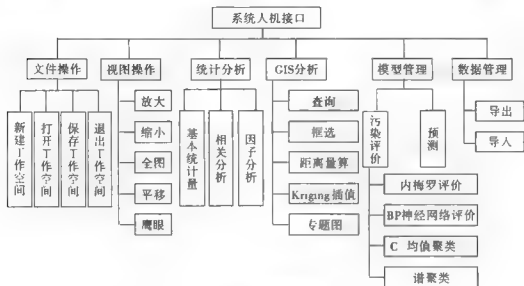 系统人机接口
文件操作
视图操作
统计分析
GIS分析
模型管理
数据管理
新建工作空间
打开工作空间
保存工作空间
退出工作空间
放大
缩小
全图
平移
鹰眼
基本统计量
相关分析
因子分析
查询
框选
距离量算
Kriging插值
专题图
污染评价
预测
内梅罗评价
BP神经网络评价
C 均值聚类
谱聚类
导出
导入